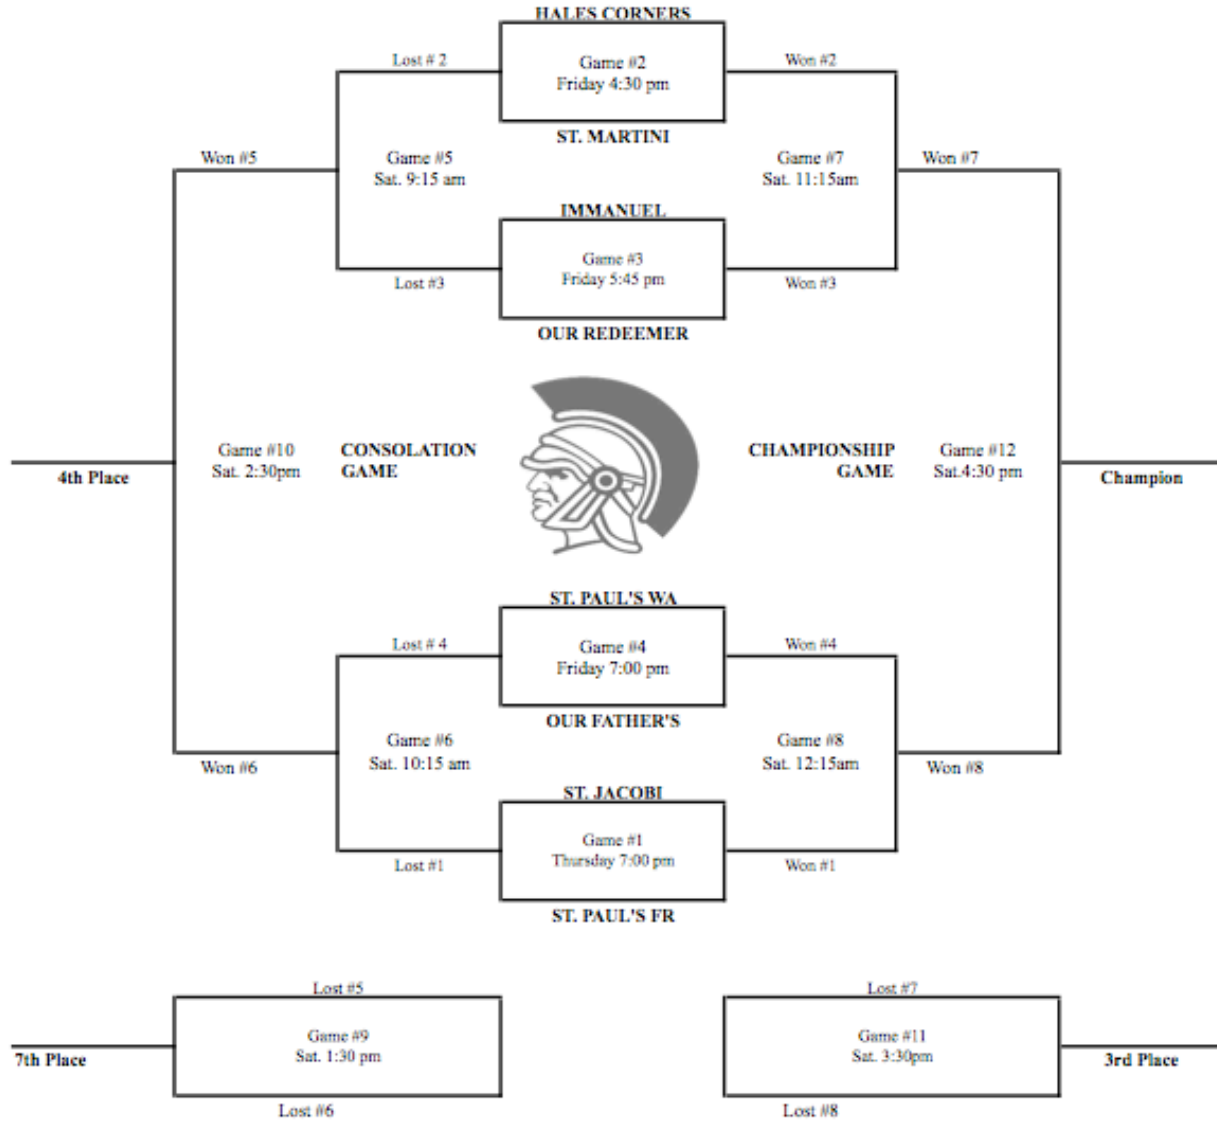 HALES CORNERS
Lost # 2
Game #2
Friday 4:30 pm
Won #2
ST. MARTINI
Won #5
Game #5
Sat. 9:15 am
Game #7
Sat. 11:15am
Won #7
IMMANUEL
Game #3
Friday 5:45 pm
Lost #3
Won #3
OUR REDEEMER
Game #10
Sat. 2:30pm
CONSOLATION
GAME
CHAMPIONSHIP
GAME
Game #12
Sat.4:30 pm
4th Place
Champion
ST. PAUL'S WA
Lost # 4
Game #4
Friday 7:00 pm
Won #4
OUR FATHER'S
Game #6
Sat. 10:15 am
Game #8
Sat. 12:15am
Won #6
Won #8
ST. JACOBI
Game #1
Thursday 7:00 pm
Lost #1
Won #1
ST. PAUL'S FR
Lost #5
Lost #7
Game #9
Sat. 1:30 pm
Game #11
Sat. 3:30pm
7th Place
3rd Place
Lost #6
Lost #8